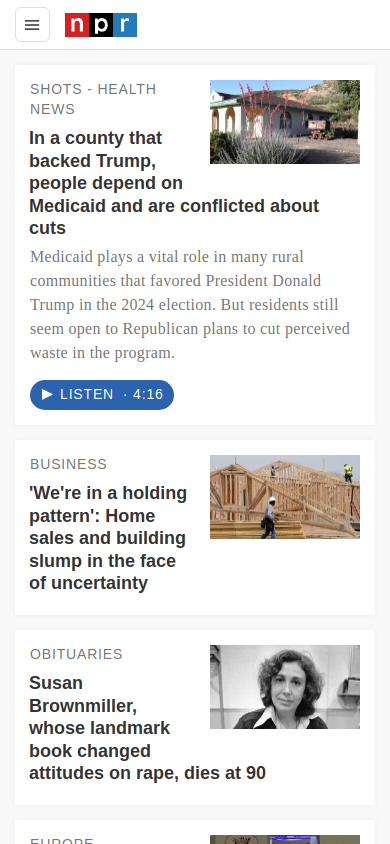 npr
SHOTS - HEALTH
NEWS
In a county that
backed Trump,
people depend on
Medicaid and are conflicted about
cuts
Medicaid plays a vital role in many rural
communities that favored President Donald
Trump in the 2024 election. But residents still
seem open to Republican plans to cut perceived
waste in the program.
LISTEN · 4:16
BUSINESS
'We're in a holding
pattern': Home
sales and building
slump in the face
of uncertainty
OBITUARIES
Susan
Brownmiller,
whose landmark
book changed
attitudes on rape, dies at 90
EUROPE